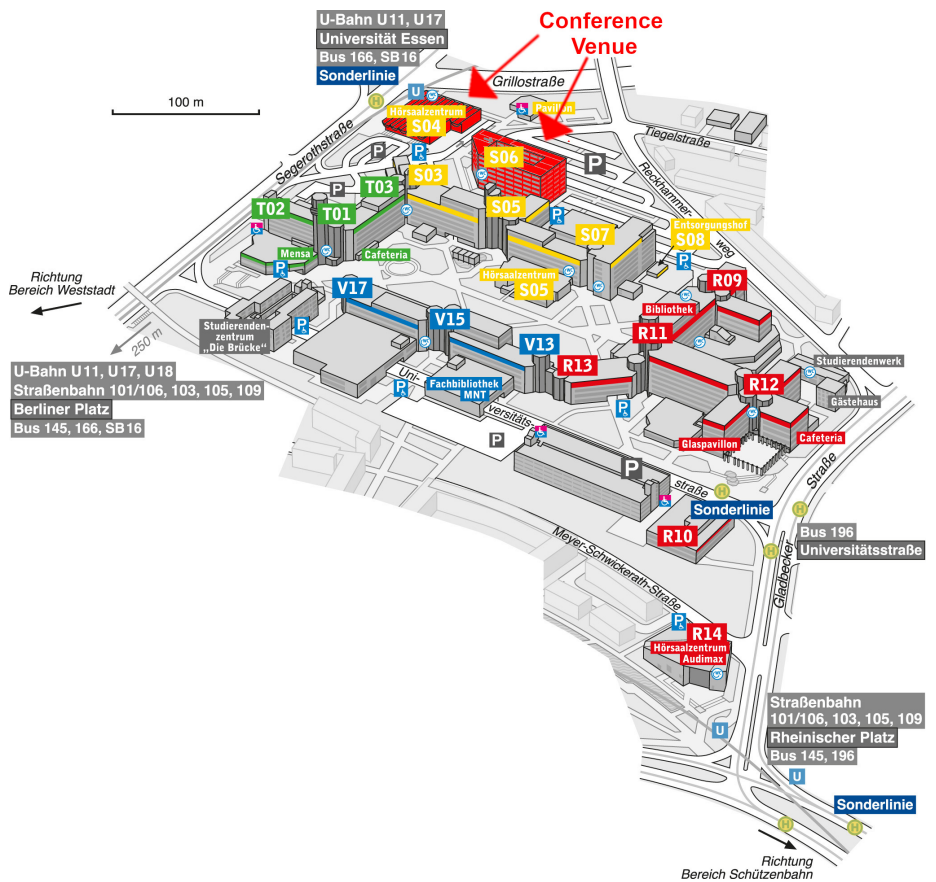 U-Bahn U11, U17
Universität Essen
Bus 166, SB16
Sonderlinie
Conference
Venue
100 m
H
U
Grillostraße
Pavillon
Hörsaalzentrum
S04
P
Tiegelstraße
Segerothstraße
P
P
S06
P
Reckhammer-
weg
S03
P
T03
T02
T01
S05
P
Entsorgungshof
S08
S07
P
Mensa
Cafeteria
P
Hörsaalzentrum
S05
Richtung
Bereich Weststadt
V17
R09
Bibliothek
250 m
Studierenden-
zentrum
„Die Brücke“
P
V15
R11
V13
R13
Studierendenwerk
U-Bahn U11, U17, U18
Straßenbahn 101/106, 103, 105, 109
Berliner Platz
Bus 145, 166, SB16
Uni-
versitäts-
straße
P
Fachbibliothek
MNT
R12
Gästehaus
P
P
Glaspavillon
Cafeteria
P
H
Sonderlinie
H
Straße
Gladbecker
Bus 196
Universitätsstraße
H
R10
Meyer-Schwickerath-Straße
P
R14
Hörsaalzentrum
Audimax
Straßenbahn
101/106, 103, 105, 109
Rheinischer Platz
Bus 145, 196
U
U
Sonderlinie
H
H
Richtung
Bereich Schützenbahn